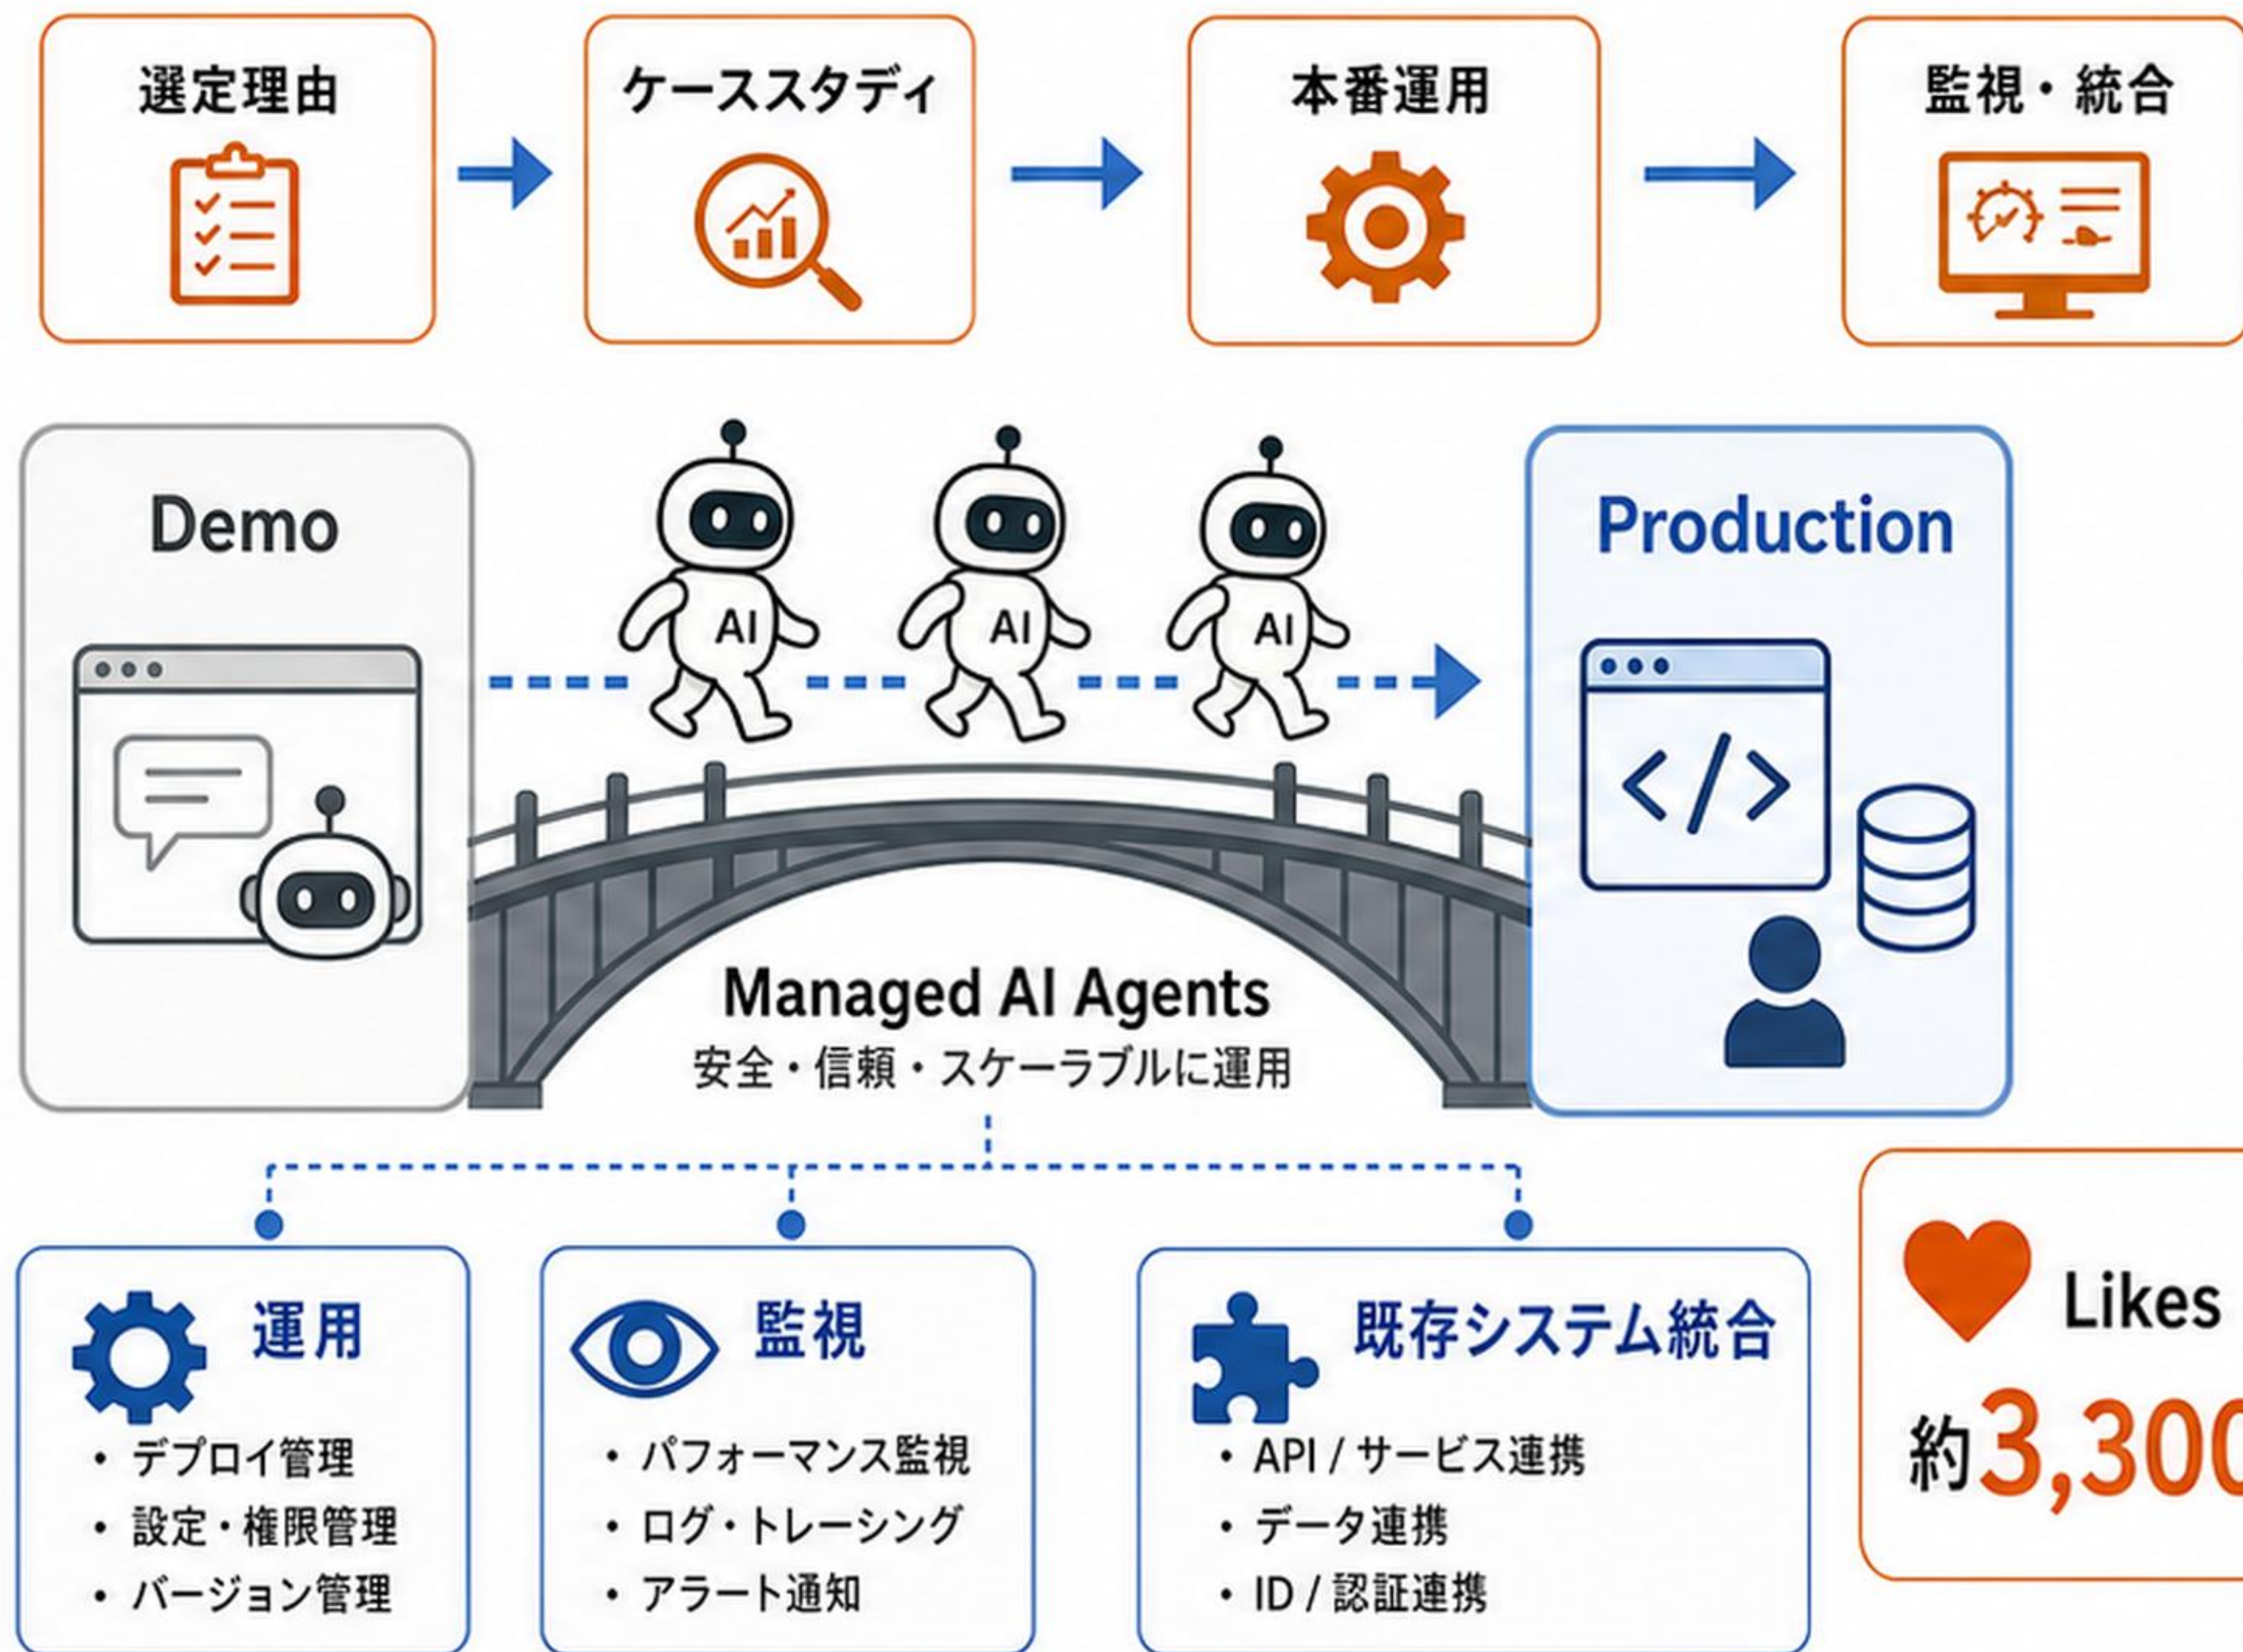 選定理由
ケーススタディ
本番運用
監視・統合
Demo
AI
AI
AI
Production
</>
Managed AI Agents
安全・信頼・スケーラブルに運用
運用
・デプロイ管理
・設定・権限管理
・バージョン管理
監視
・パフォーマンス監視
・ログ・トレーシング
・アラート通知
既存システム統合
・API / サービス連携
・データ連携
・ID / 認証連携
Likes
約3,300